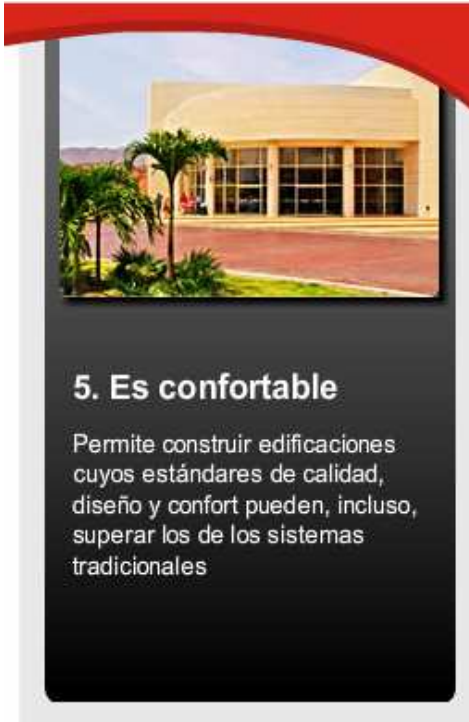 5. Es confortable
Permite construir edificaciones
cuyos estándares de calidad,
diseño y confort pueden, incluso,
superar los de los sistemas
tradicionales